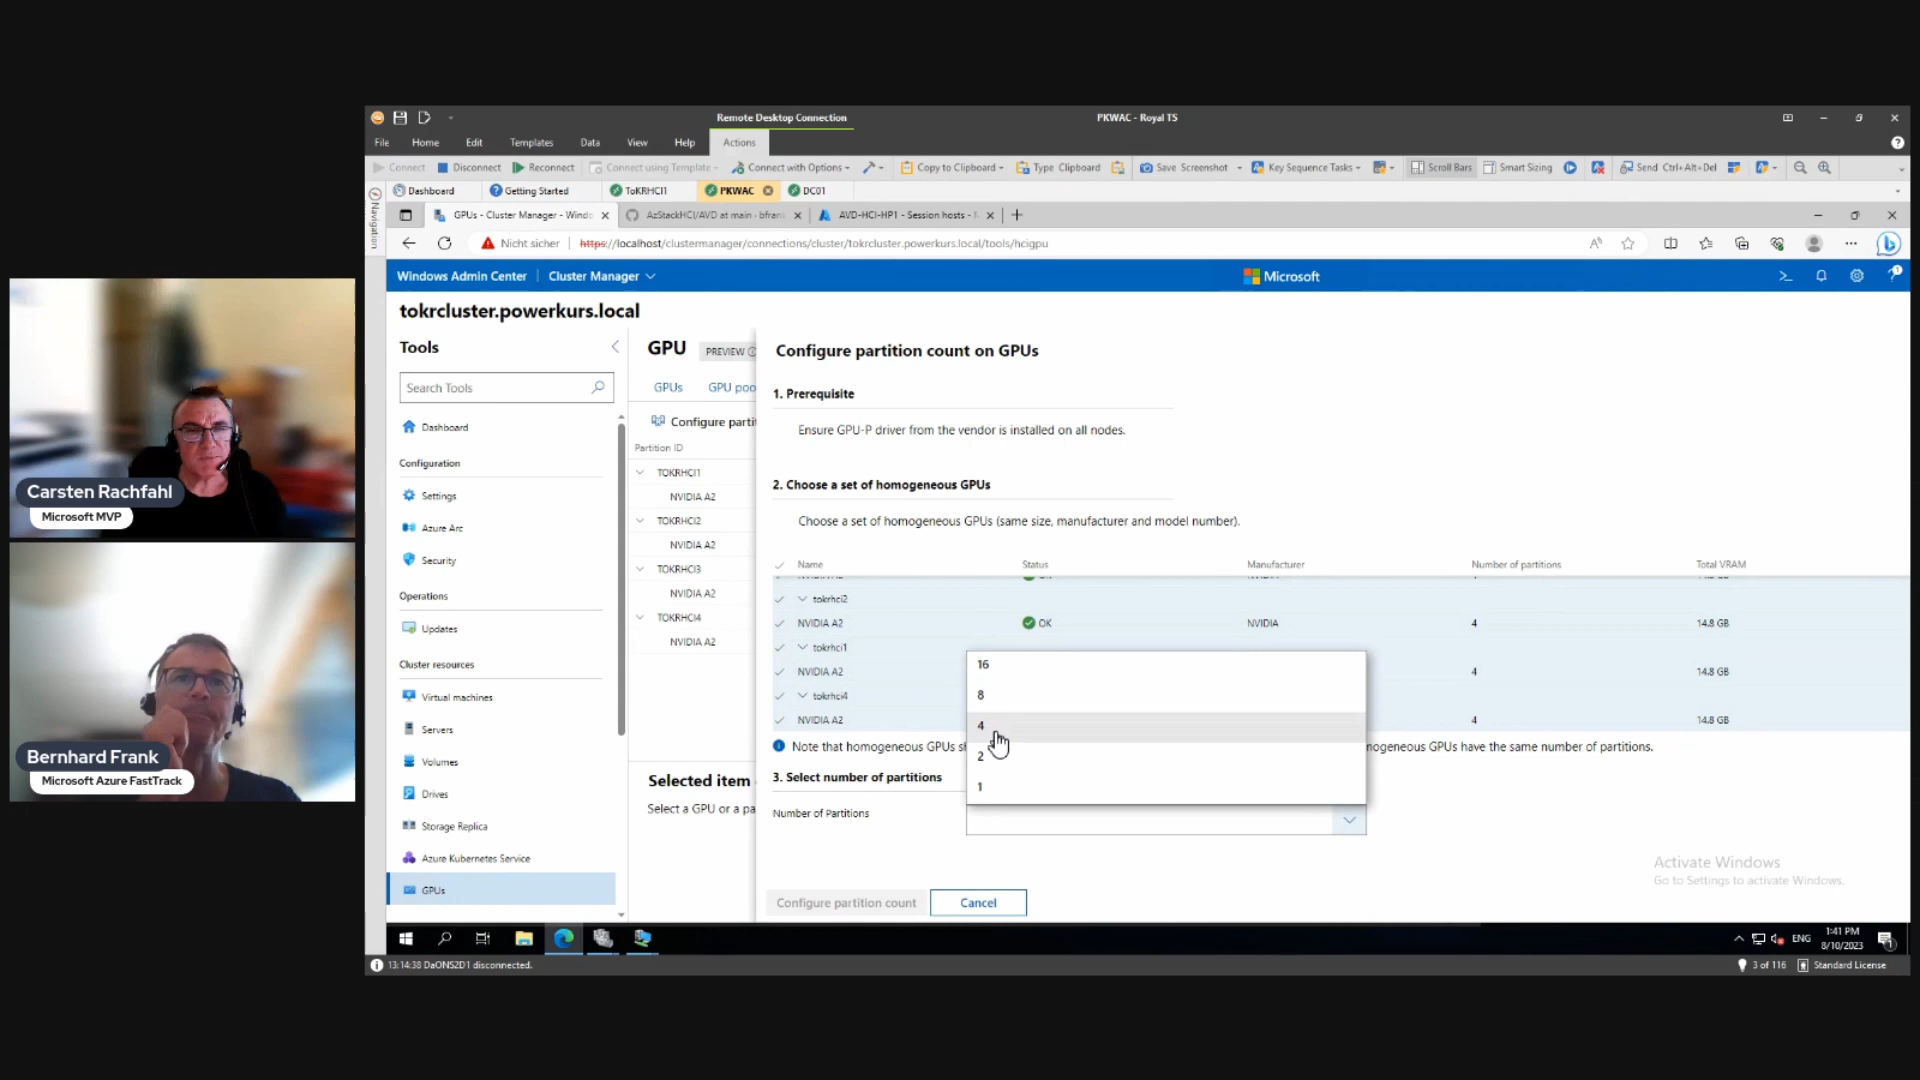 Remote Desktop Connection
PKWAC - Royal TS
File Home Edit Templates Data View Help Actions
Connect Disconnect Reconnect Connect using Template Connect with Options Copy to Clipboard Type Clipboard Save Screenshot Key Sequence Tasks Scroll Bars Smart Sizing Send Ctrl+Alt+Del
Dashboard Getting Started ToKRHCI1 PKWAC DC01
Navigation
GPUs - Cluster Manager - Windo AzStackHCI/AVD at main · bfran AVD-HCI-HP1 - Session hosts -
Nicht sicher https://localhost/clustermanager/connections/cluster/tokrcluster.powerkurs.local/tools/hcigpu
Windows Admin Center Cluster Manager Microsoft
tokrcluster.powerkurs.local
Tools
Search Tools
Dashboard
Configuration
Settings
Azure Arc
Security
Operations
Updates
Cluster resources
Virtual machines
Servers
Volumes
Drives
Storage Replica
Azure Kubernetes Service
GPUs
GPU PREVIEW
GPUs GPU poo
Configure parti
Partition ID
TOKRHCI1
NVIDIA A2
TOKRHCI2
NVIDIA A2
TOKRHCI3
NVIDIA A2
TOKRHCI4
NVIDIA A2
Selected item
Select a GPU or a pa
Configure partition count on GPUs
1. Prerequisite
Ensure GPU-P driver from the vendor is installed on all nodes.
2. Choose a set of homogeneous GPUs
Choose a set of homogeneous GPUs (same size, manufacturer and model number).
Name Status Manufacturer Number of partitions Total VRAM
tokrhci2
NVIDIA A2 OK NVIDIA 4 14.8 GB
tokrhci1
NVIDIA A2 4 14.8 GB
tokrhci4
NVIDIA A2 4 14.8 GB
Note that homogeneous GPUs sh
mogeneous GPUs have the same number of partitions.
16
8
4
2
1
3. Select number of partitions
Number of Partitions
Configure partition count Cancel
Activate Windows
Go to Settings to activate Windows.
ENG
1:41 PM
8/10/2023
13:14:38 DaONS2D1 disconnected.
3 of 116 Standard License
Carsten Rachfahl
Microsoft MVP
Bernhard Frank
Microsoft Azure FastTrack